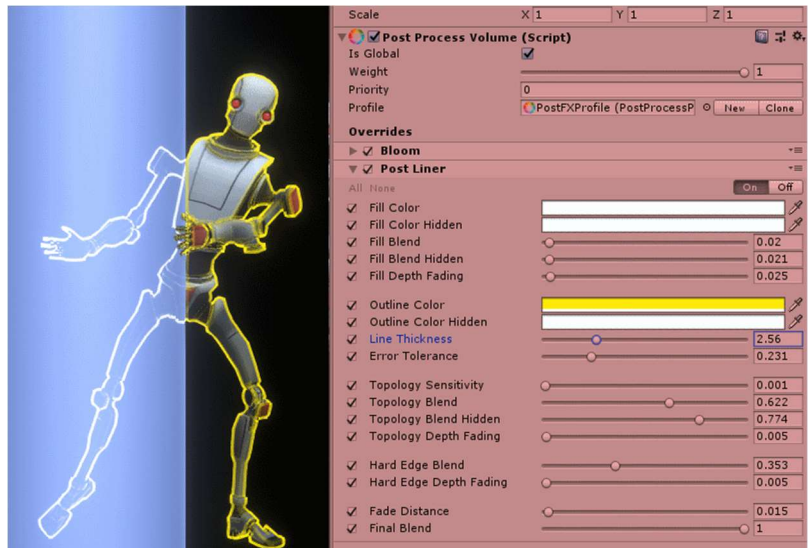 Scale X 1 Y 1 Z 1
Post Process Volume (Script)
Is Global
Weight 1
Priority 0
Profile PostFXProfile (PostProcessP New Clone
Overrides
Bloom
Post Liner
All None On Off
Fill Color
Fill Color Hidden
Fill Blend 0.02
Fill Blend Hidden 0.021
Fill Depth Fading 0.025
Outline Color
Outline Color Hidden
Line Thickness 2.56
Error Tolerance 0.231
Topology Sensitivity 0.001
Topology Blend 0.622
Topology Blend Hidden 0.774
Topology Depth Fading 0.005
Hard Edge Blend 0.353
Hard Edge Depth Fading 0.005
Fade Distance 0.015
Final Blend 1